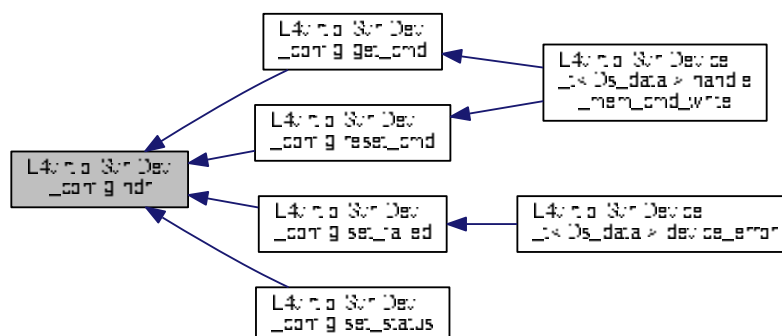 L4virtio::Svr::Dev
_config::hdr
L4virtio::Svr::Dev
_config::get_cmd
L4virtio::Svr::Dev
_config::reset_cmd
L4virtio::Svr::Dev
_config::set_failed
L4virtio::Svr::Dev
_config::set_status
L4virtio::Svr::Device
_t< Ds_data >::handle
_mem_cmd_write
L4virtio::Svr::Device
_t< Ds_data >::device_error